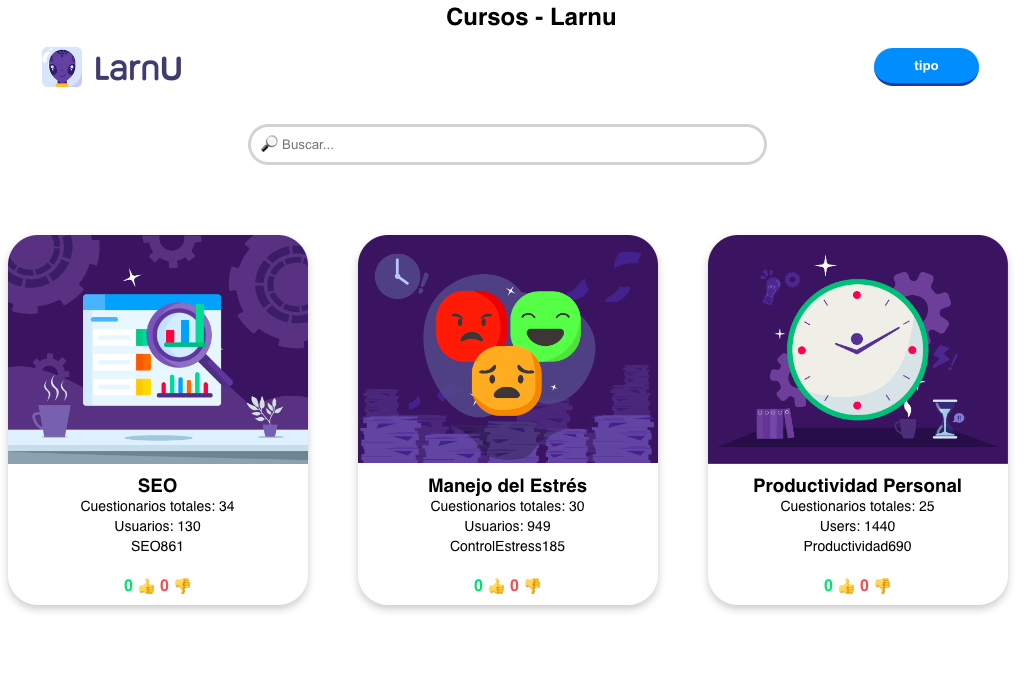 Cursos - Larnu
LarnU
tipo
Buscar...
SEO
Cuestionarios totales: 34
Usuarios: 130
SEO861
0 👍 0 👎
Manejo del Estrés
Cuestionarios totales: 30
Usuarios: 949
ControlEstress185
0 👍 0 👎
Productividad Personal
Cuestionarios totales: 25
Users: 1440
Productividad690
0 👍 0 👎